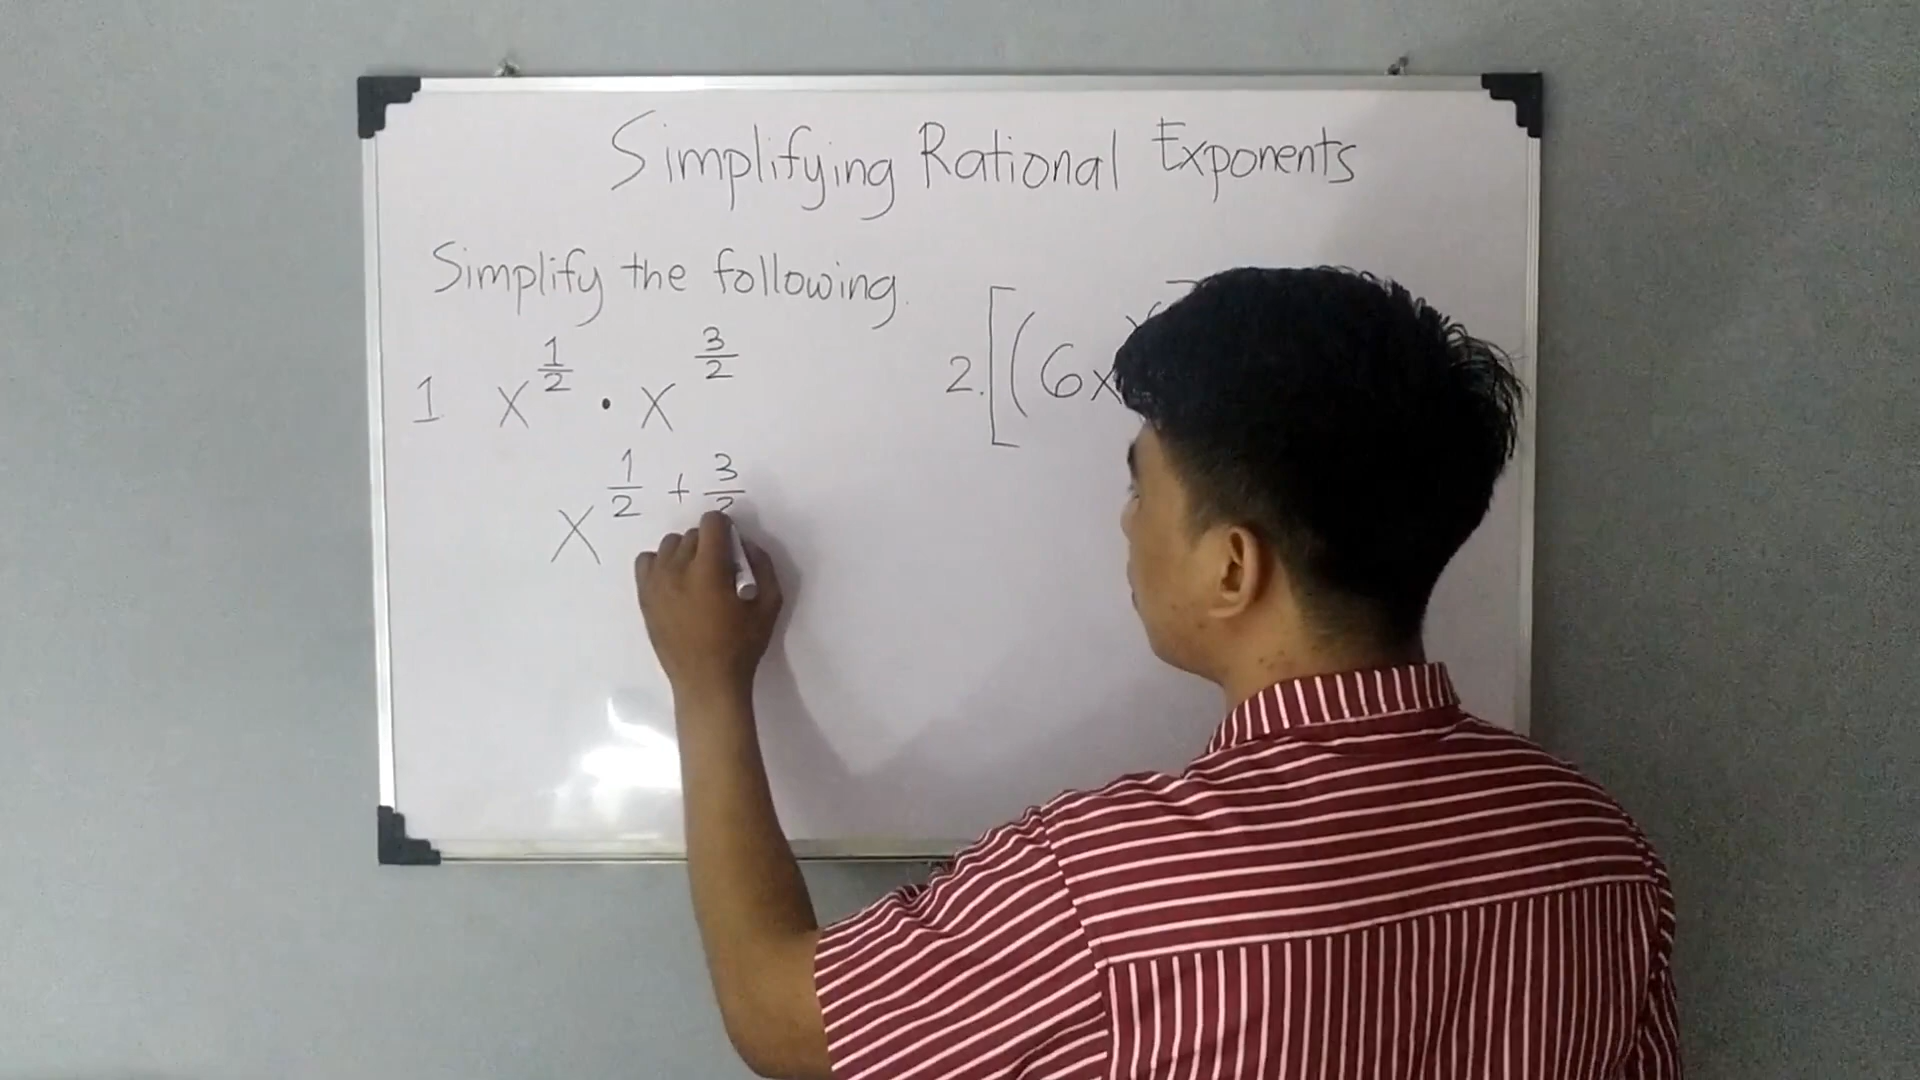 Simplifying Rational Exponents
Simplify the following.
1. x^(1/2) · x^(3/2)
x^(1/2 + 3/2)
2. [(6x